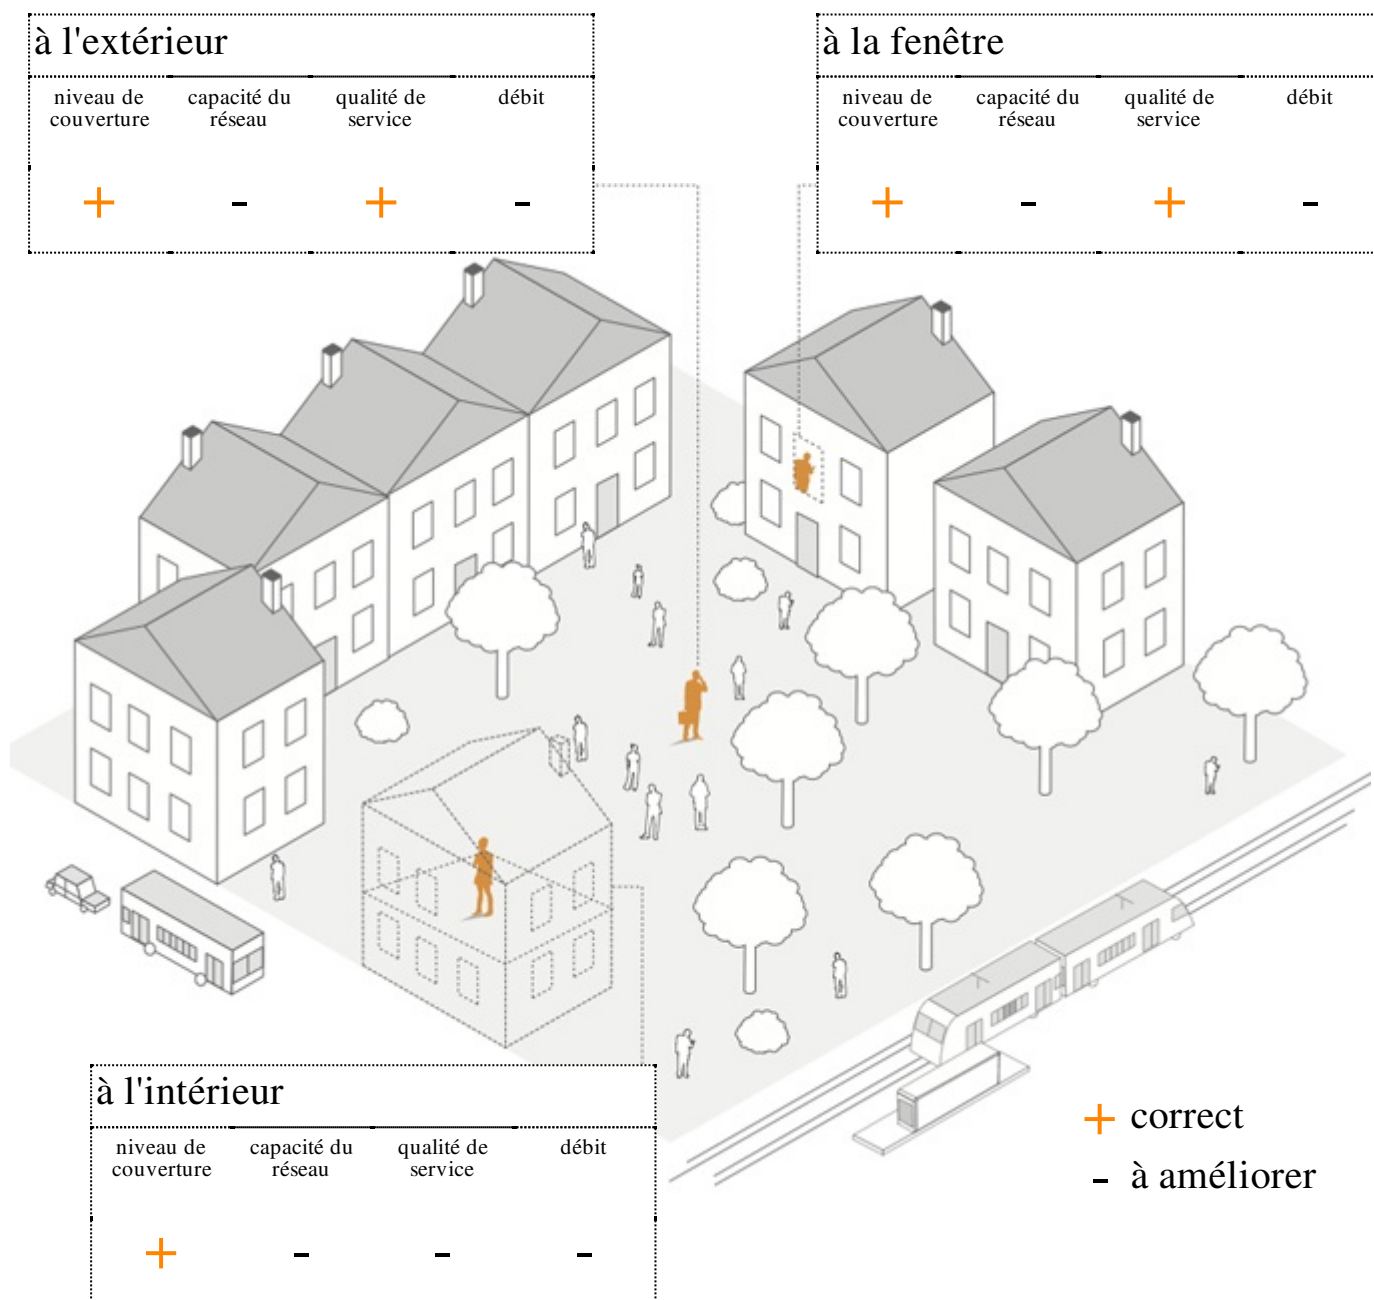 à l'extérieur
niveau de couverture
capacité du réseau
qualité de service
débit
+ - + -
à la fenêtre
niveau de couverture
capacité du réseau
qualité de service
débit
+ - + -
à l'intérieur
niveau de couverture
capacité du réseau
qualité de service
débit
+ - - -
+ correct
- à améliorer